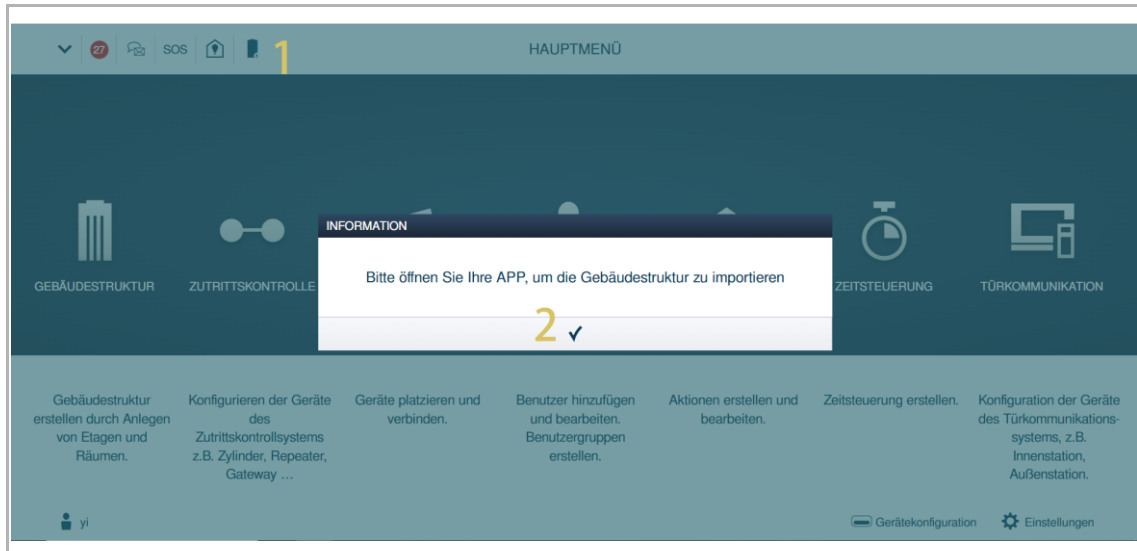 27
SOS
1
HAUPTMENÜ
INFORMATION
Bitte öffnen Sie Ihre APP, um die Gebäudestruktur zu importieren
2
GEBÄUDESTRUKTUR
ZUTRITTSKONTROLLE
ZEITSTEUERUNG
TÜRKOMMUNIKATION
Gebäudestruktur
erstellen durch Anlegen
von Etagen und
Räumen.
Konfigurieren der Geräte
des
Zutrittskontrollsystems
z.B. Zylinder, Repeater,
Gateway ...
Geräte platzieren und
verbinden.
Benutzer hinzufügen
und bearbeiten.
Benutzergruppen
erstellen.
Aktionen erstellen und
bearbeiten.
Zeitsteuerung erstellen.
Konfiguration der Geräte
des Türkommunikations-
systems, z.B.
Innenstation,
Außenstation.
yi
Gerätekonfiguration
Einstellungen